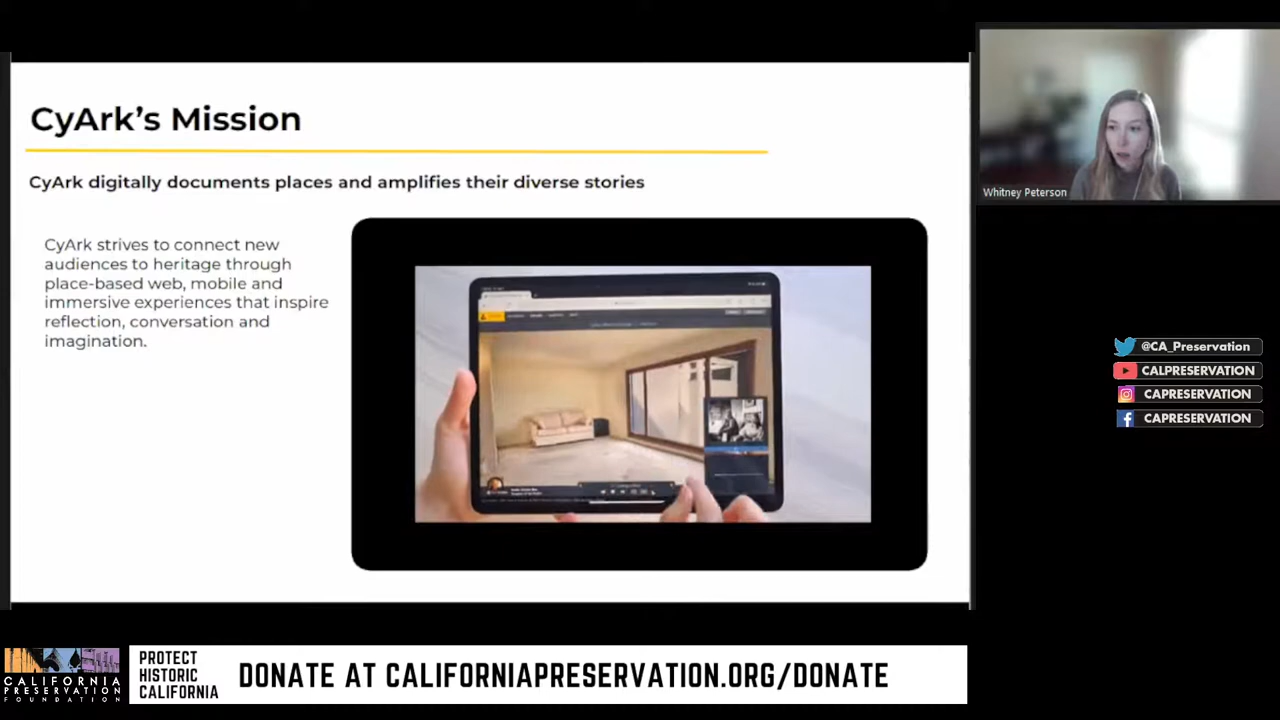 CyArk's Mission
CyArk digitally documents places and amplifies their diverse stories
CyArk strives to connect new
audiences to heritage through
place-based web, mobile and
immersive experiences that inspire
reflection, conversation and
imagination.
Whitney Peterson
@CA_Preservation
CALPRESERVATION
CAPRESERVATION
CAPRESERVATION
CALIFORNIA
PRESERVATION
FOUNDATION
PROTECT
HISTORIC
CALIFORNIA
DONATE AT CALIFORNIAPRESERVATION.ORG/DONATE